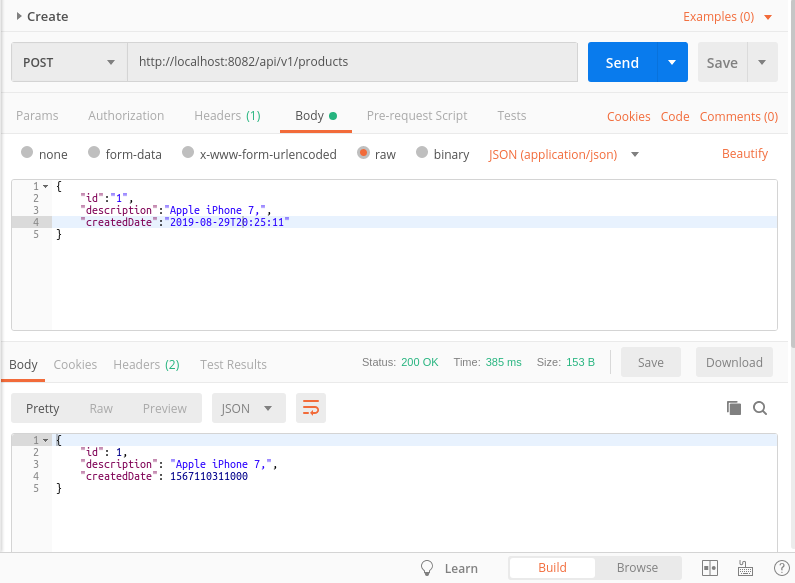 Create
Examples (0)
POST
http://localhost:8082/api/v1/products
Send
Save
Params Authorization Headers (1) Body Pre-request Script Tests Cookies Code Comments (0)
none form-data x-www-form-urlencoded raw binary JSON (application/json) Beautify
1 {
2 "id":"1",
3 "description":"Apple iPhone 7,",
4 "createdDate":"2019-08-29T20:25:11"
5 }
Body Cookies Headers (2) Test Results Status: 200 OK Time: 385 ms Size: 153 B Save Download
Pretty Raw Preview JSON
1 {
2 "id": 1,
3 "description": "Apple iPhone 7,",
4 "createdDate": 1567110311000
5 }
Learn Build Browse ?